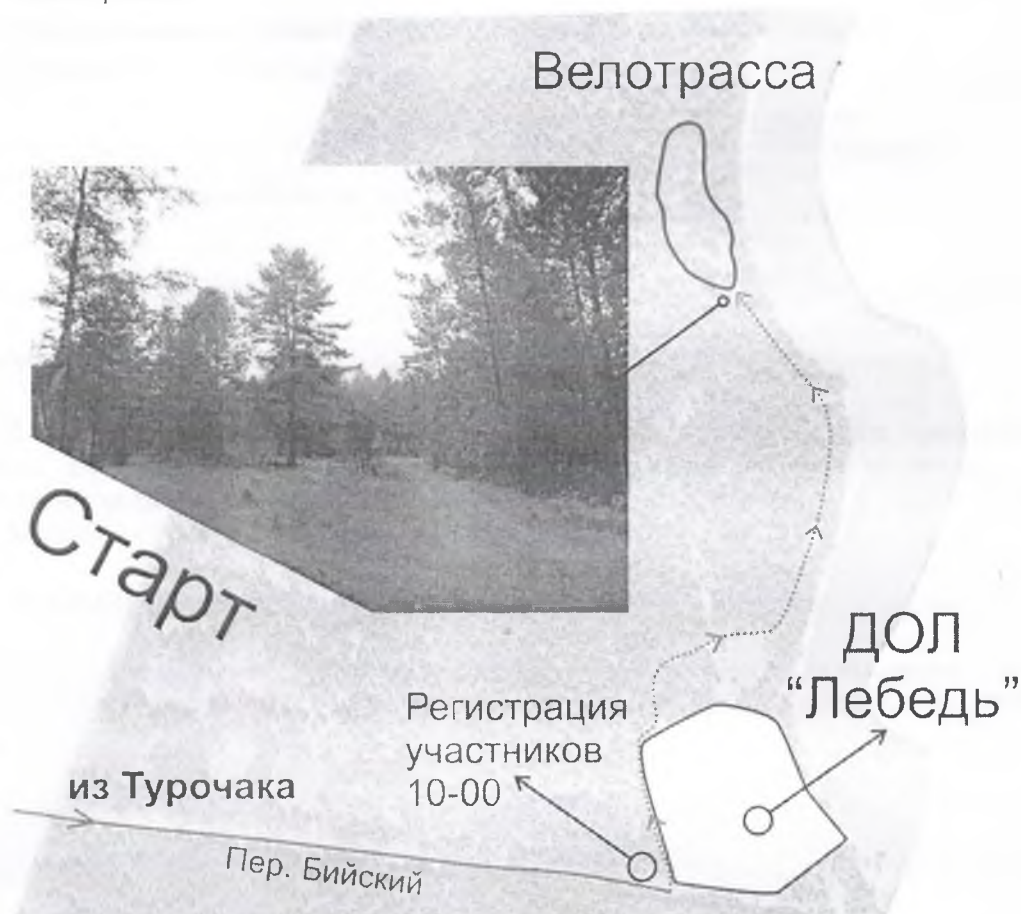 Велотрасса
Старт
ДОЛ
“Лебедь”
Регистрация
участников
10-00
из Турочака
Пер. Бийский